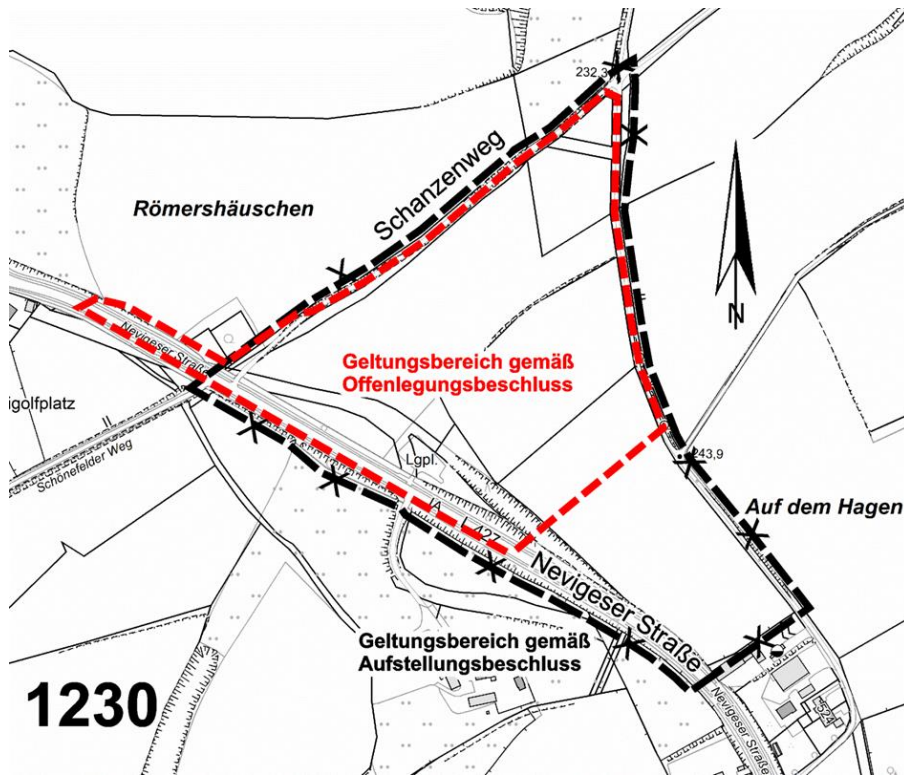 232,3
Schanzenweg
Römershäuschen
N
Nevigeser Straße
Geltungsbereich gemäß
Offenlegungsbeschluss
igolfplatz
Schönefelder Weg
Lgpl.
243,9
Auf dem Hagen
L 427
Nevigeser Straße
Geltungsbereich gemäß
Aufstellungsbeschluss
1230
Nevigeser Straße
524